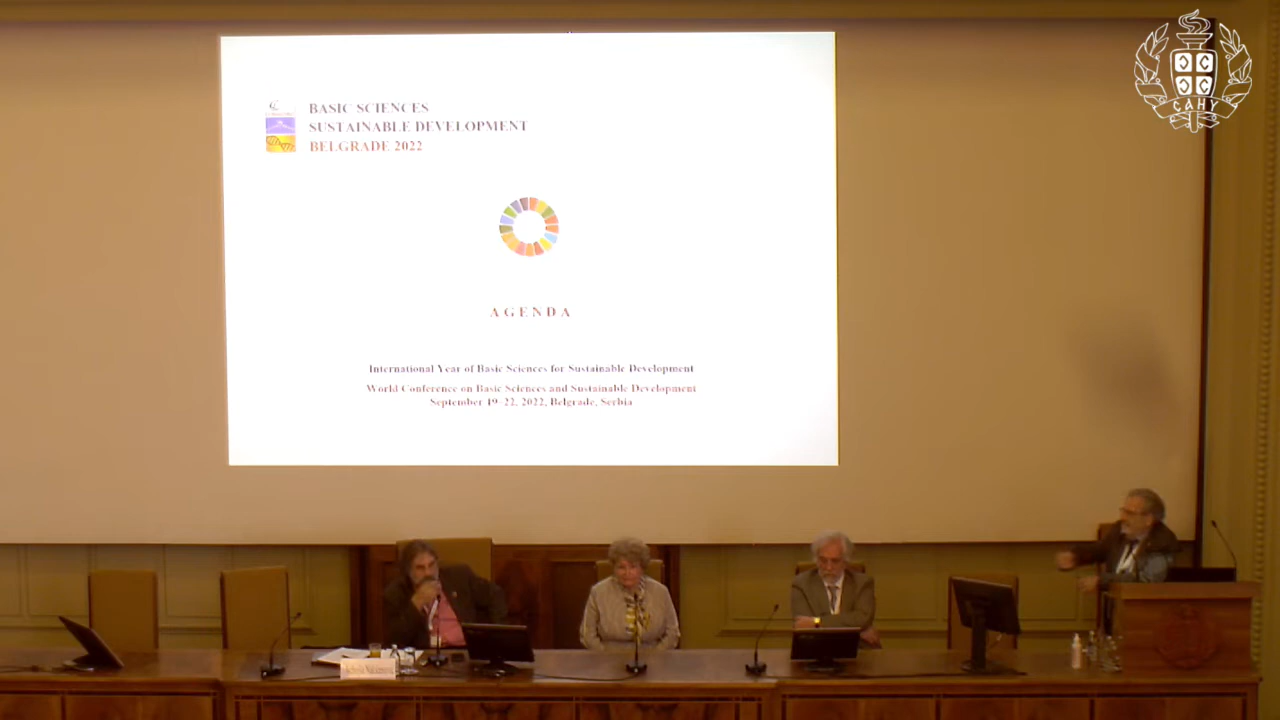 BASIC SCIENCES
SUSTAINABLE DEVELOPMENT
BELGRADE 2022
AGENDA
International Year of Basic Sciences for Sustainable Development
World Conference on Basic Sciences and Sustainable Development
September 19–22, 2022, Belgrade, Serbia
САНУ